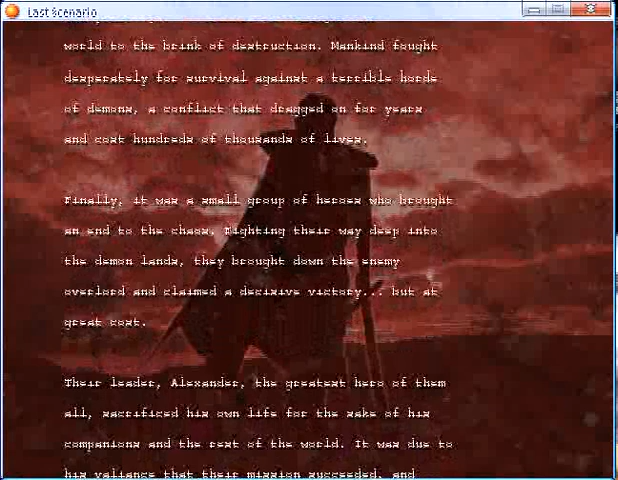 Last Scenario
world to the brink of destruction. Mankind fought
desperately for survival against a terrible horde
of demons, a conflict that dragged on for years
and cost hundreds of thousands of lives.
Finally, it was a small group of heroes who brought
an end to the chaos. Fighting their way deep into
the demon lands, they brought down the enemy
overlord and claimed a decisive victory... but at
great cost.
Their leader, Alexander, the greatest hero of them
all, sacrificed his own life for the sake of his
companions and the rest of the world. It was due to
his valiance that their mission succeeded, and